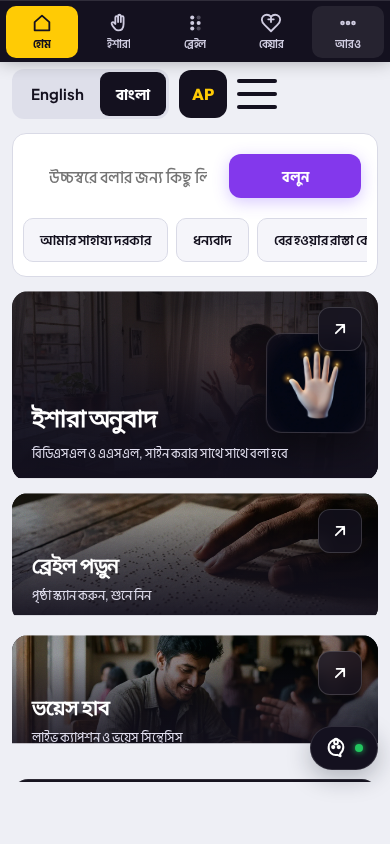 হোম
ইশারা
ব্রেইল
কেয়ার
আরও
English
বাংলা
AP
উচ্চস্বরে বলার জন্য কিছু লি
বলুন
আমার সাহায্য দরকার
ধন্যবাদ
বের হওয়ার রাস্তা কো
ইশারা অনুবাদ
বিডিএসএল ও এএসএল, সাইন করার সাথে সাথে বলা হবে
ব্রেইল পড়ুন
পৃষ্ঠা স্ক্যান করুন, শুনে নিন
ভয়েস হাব
লাইভ ক্যাপশন ও ভয়েস সিন্থেসিস